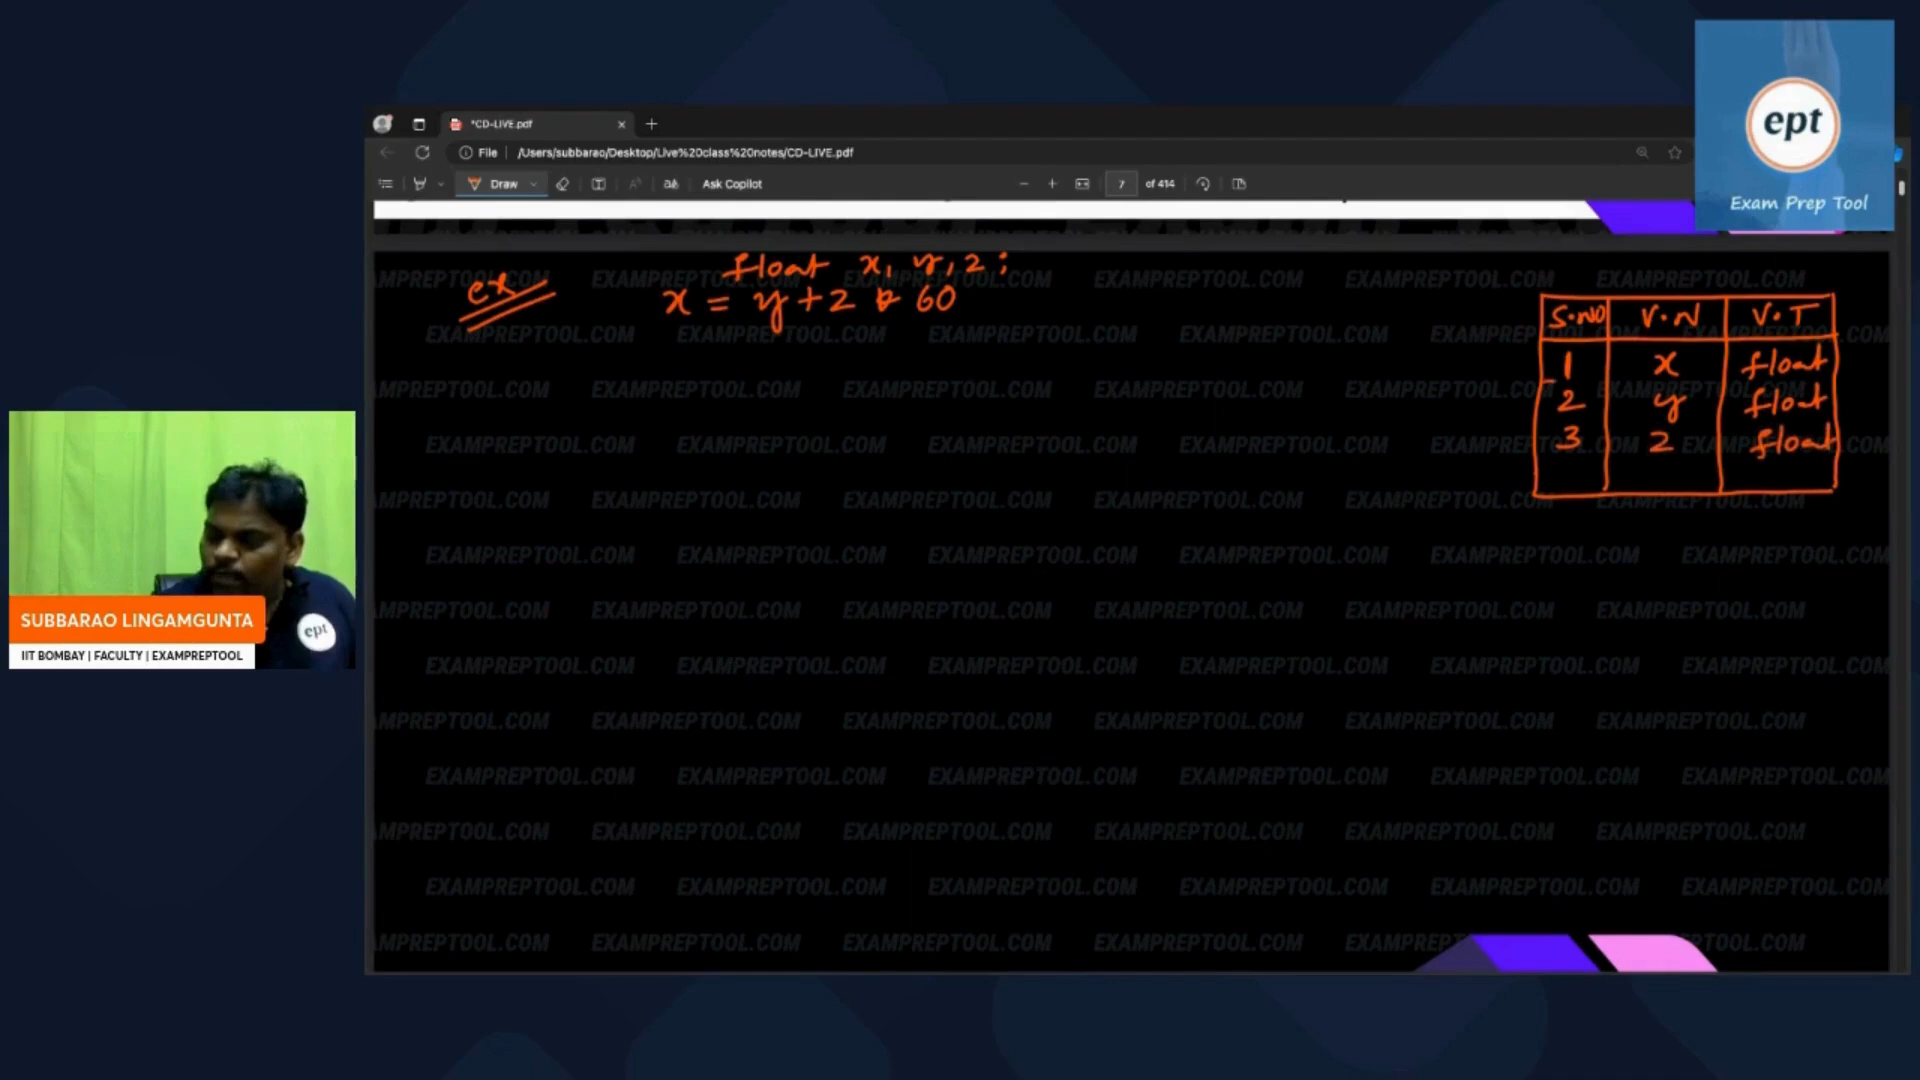 ept
Exam Prep Tool
*CD-LIVE.pdf
File | /Users/subbarao/Desktop/Live%20class%20notes/CD-LIVE.pdf
Draw
Ask Copilot
7 of 414
ex
float x, y, z;
x = y + z * 60
S.NO V.N V.T
1 x float
2 y float
3 z float
EXAMPREPTOOL.COM
ept
SUBBARAO LINGAMGUNTA
IIT BOMBAY | FACULTY | EXAMPREPTOOL